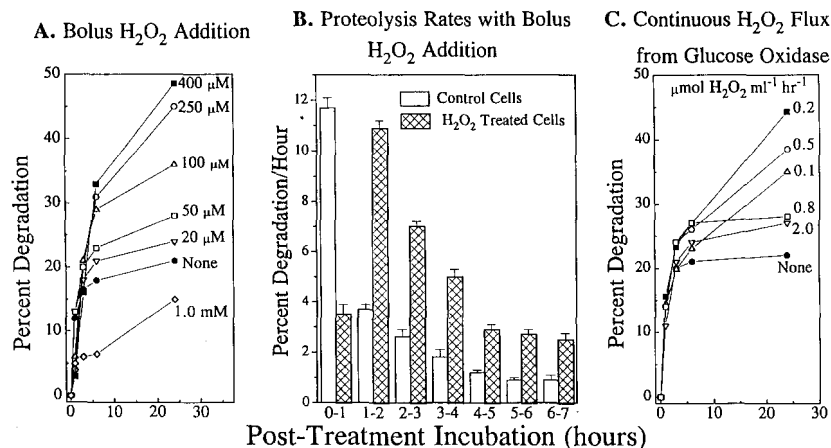 A. Bolus H₂O₂ Addition
50
40
30
20
10
0
0 10 20 30
Percent Degradation
400 μM
250 μM
100 μM
50 μM
20 μM
None
1.0 mM
B. Proteolysis Rates with Bolus
H₂O₂ Addition
12
10
8
6
4
2
0
Percent Degradation/Hour
Control Cells
H₂O₂ Treated Cells
0-1 1-2 2-3 3-4 4-5 5-6 6-7
C. Continuous H₂O₂ Flux
from Glucose Oxidase
μmol H₂O₂ ml⁻¹ hr⁻¹
50
40
30
20
10
0
0 10 20 30
Percent Degradation
0.2
0.5
0.1
0.8
2.0
None
Post-Treatment Incubation (hours)